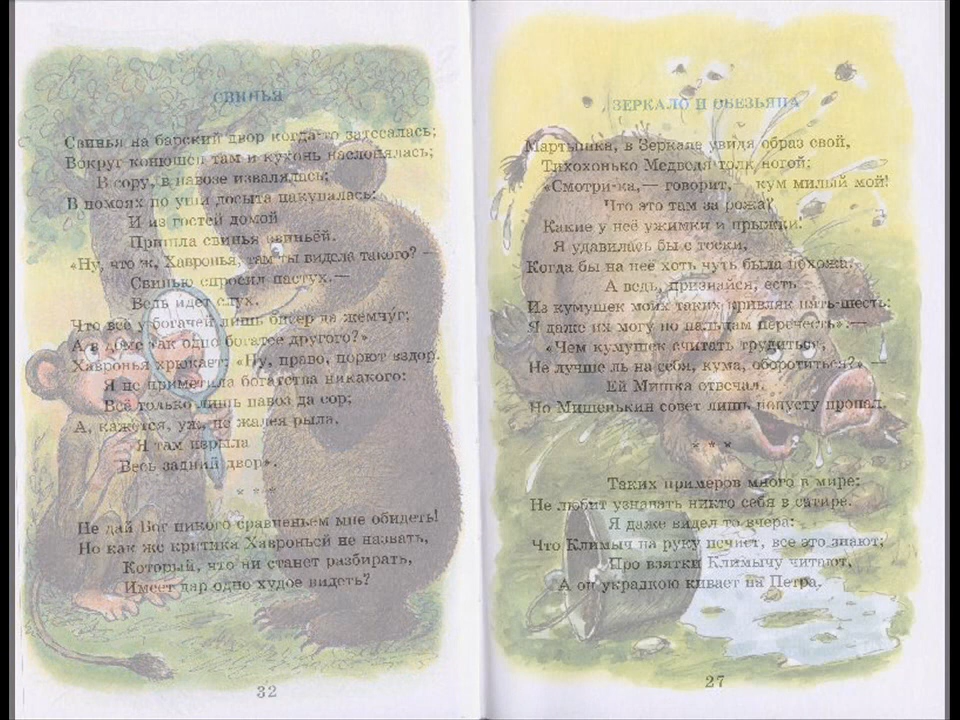 СВИНЬЯ
Свинья на барский двор когда-то затесалась;
Вокруг конюшен там и кухонь наслонялась;
В сору, в навозе извалялась;
В помоях по уши досыта накупалась:
И из гостей домой
Пришла свинья свиньёй.
«Ну, что ж, Хавронья, там ты видела такого? —
Свинью спросил пастух.—
Ведь идет слух,
Что всё у богачей лишь бисер да жемчуг;
А в доме так одно богатее другого?»
Хавронья хрюкает: «Ну, право, порют вздор.
Я не приметила богатства никакого:
Всё только лишь навоз да сор;
А, кажется, уж, не жалея рыла,
Я там изрыла
Весь задний двор».
* * *
Не дай Бог никого сравненьем мне обидеть!
Но как же критика Хавроньей не назвать,
Который, что ни станет разбирать,
Имеет дар одно худое видеть?
32
ЗЕРКАЛО И ОБЕЗЬЯНА
Мартышка, в Зеркале увидя образ свой,
Тихохонько Медведя толк ногой:
«Смотри-ка,— говорит, — кум милый мой!
Что это там за рожа?
Какие у неё ужимки и прыжки!
Я удавилась бы с тоски,
Когда бы на неё хоть чуть была похожа.
А ведь, признайся, есть
Из кумушек моих таких кривляк пять-шесть:
Я даже их могу по пальцам перечесть».—
«Чем кумушек считать трудиться,
Не лучше ль на себя, кума, оборотиться?» —
Ей Мишка отвечал.
Но Мишенькин совет лишь попусту пропал.
* * *
Таких примеров много в мире:
Не любит узнавать никто себя в сатире.
Я даже видел то вчера:
Что Климыч на руку нечист, все это знают;
Про взятки Климычу читают,
А он украдкою кивает на Петра.
27